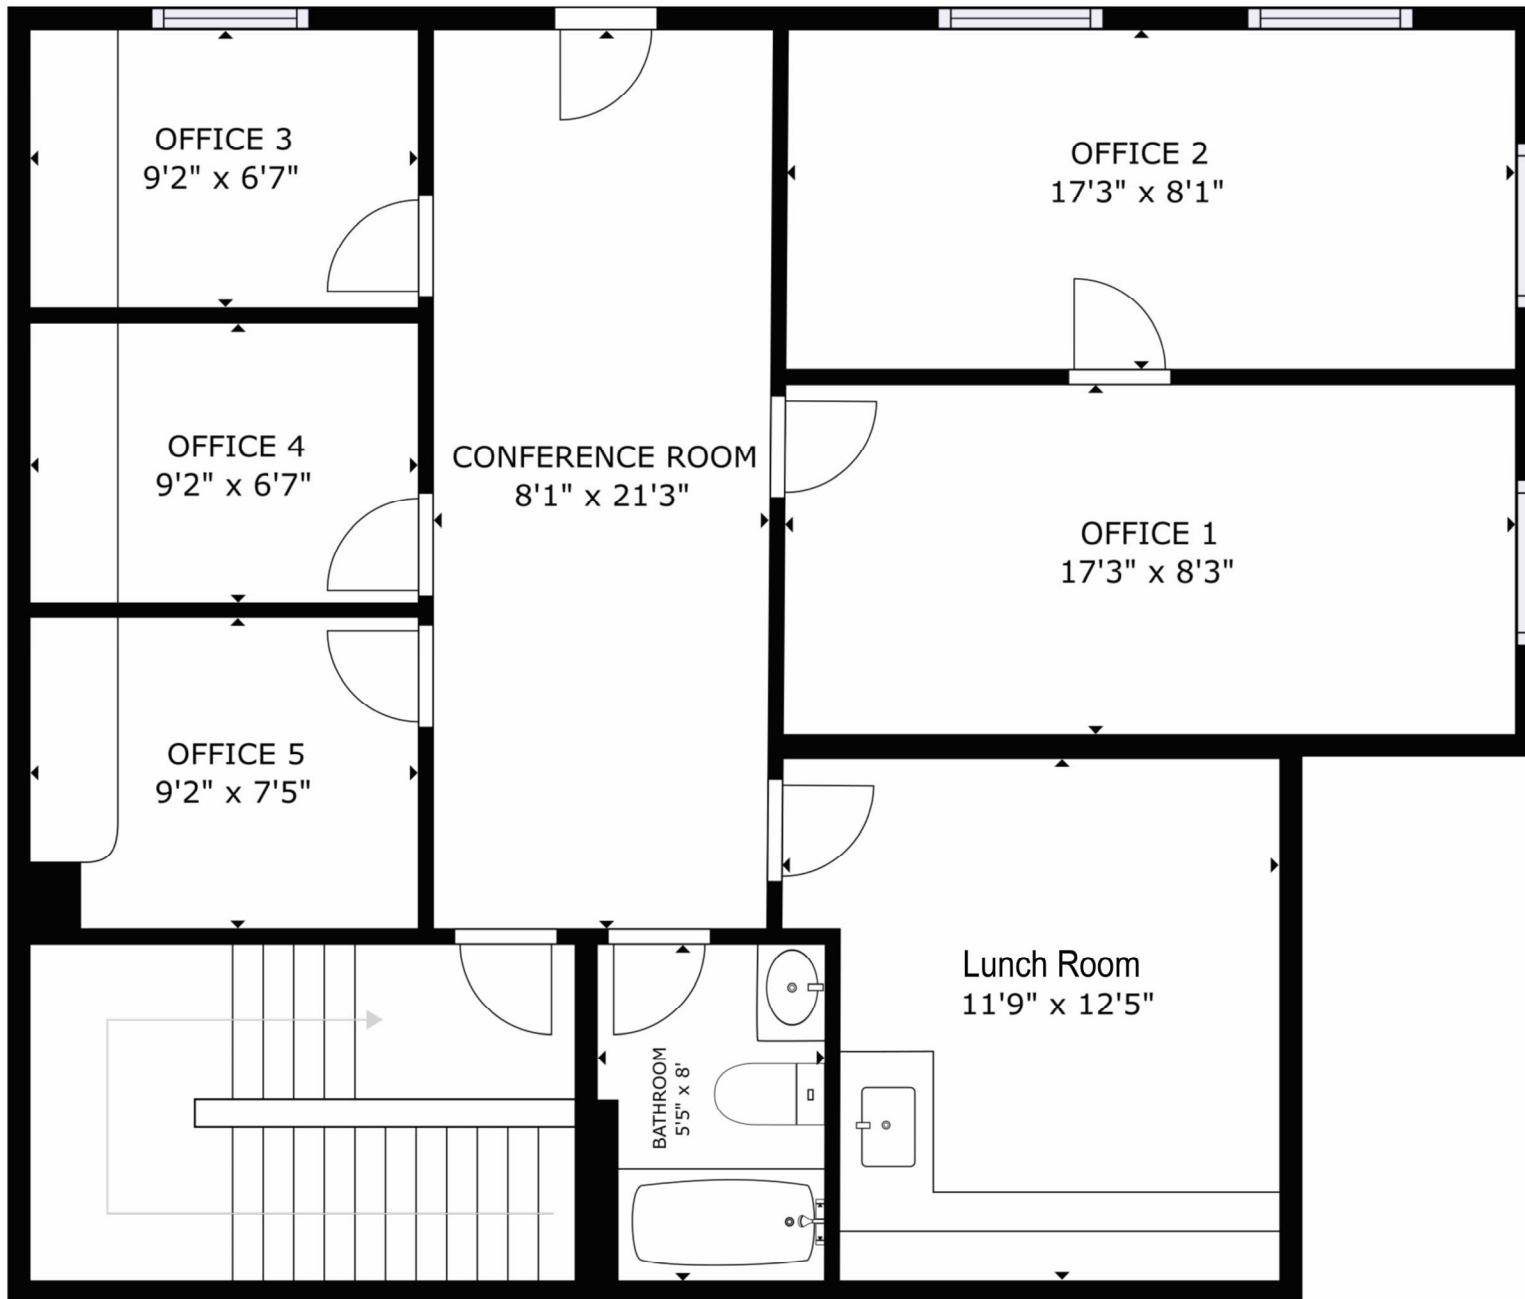 OFFICE 3
9'2" x 6'7"
OFFICE 2
17'3" x 8'1"
OFFICE 4
9'2" x 6'7"
CONFERENCE ROOM
8'1" x 21'3"
OFFICE 1
17'3" x 8'3"
OFFICE 5
9'2" x 7'5"
Lunch Room
11'9" x 12'5"
BATHROOM
5'5" x 8'